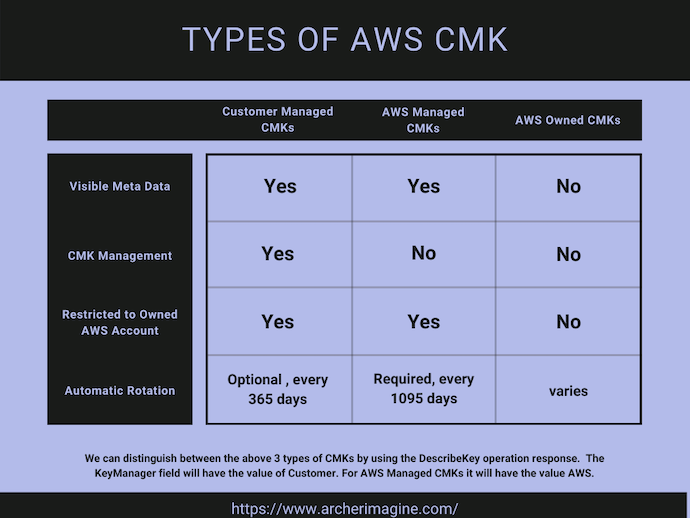 TYPES OF AWS CMK
Customer Managed
CMKs
AWS Managed
CMKs
AWS Owned CMKs
Visible Meta Data
Yes
Yes
No
CMK Management
Yes
No
No
Restricted to Owned
AWS Account
Yes
Yes
No
Automatic Rotation
Optional , every
365 days
Required, every
1095 days
varies
We can distinguish between the above 3 types of CMKs by using the DescribeKey operation response. The
KeyManager field will have the value of Customer. For AWS Managed CMKs it will have the value AWS.
https://www.archerimagine.com/